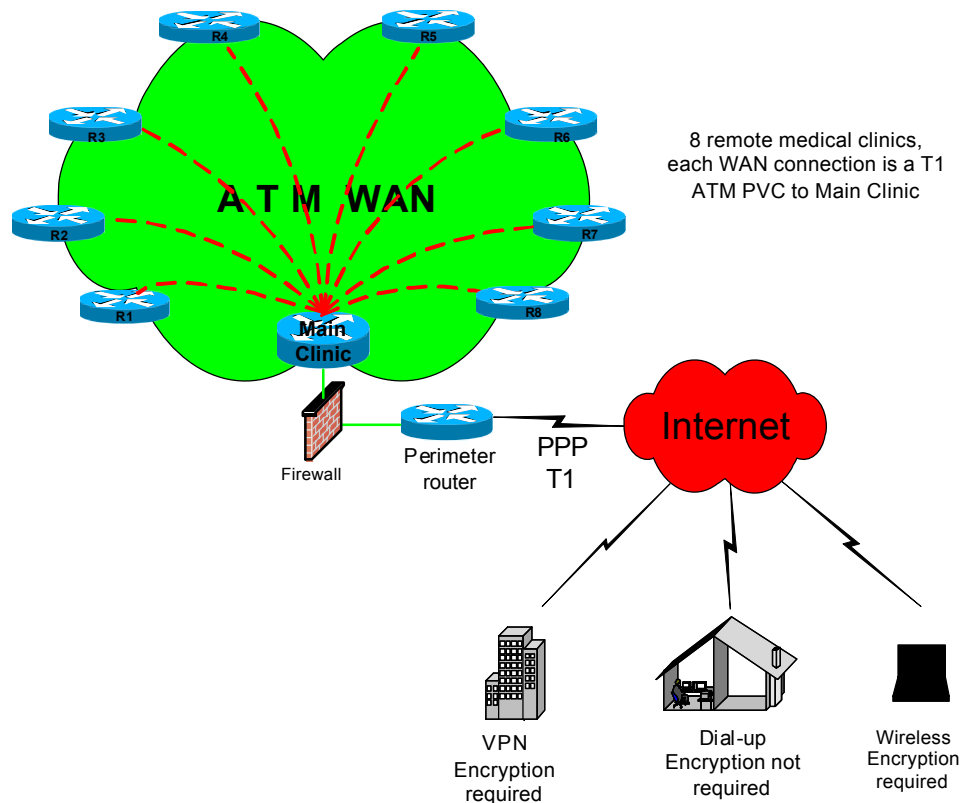 R4
R5
R3
R6
8 remote medical clinics,
each WAN connection is a T1
ATM PVC to Main Clinic
A T M WAN
R2
R7
R1
R8
Main
Clinic
Firewall
Perimeter
router
PPP
T1
Internet
VPN
Encryption
required
Dial-up
Encryption not
required
Wireless
Encryption
required